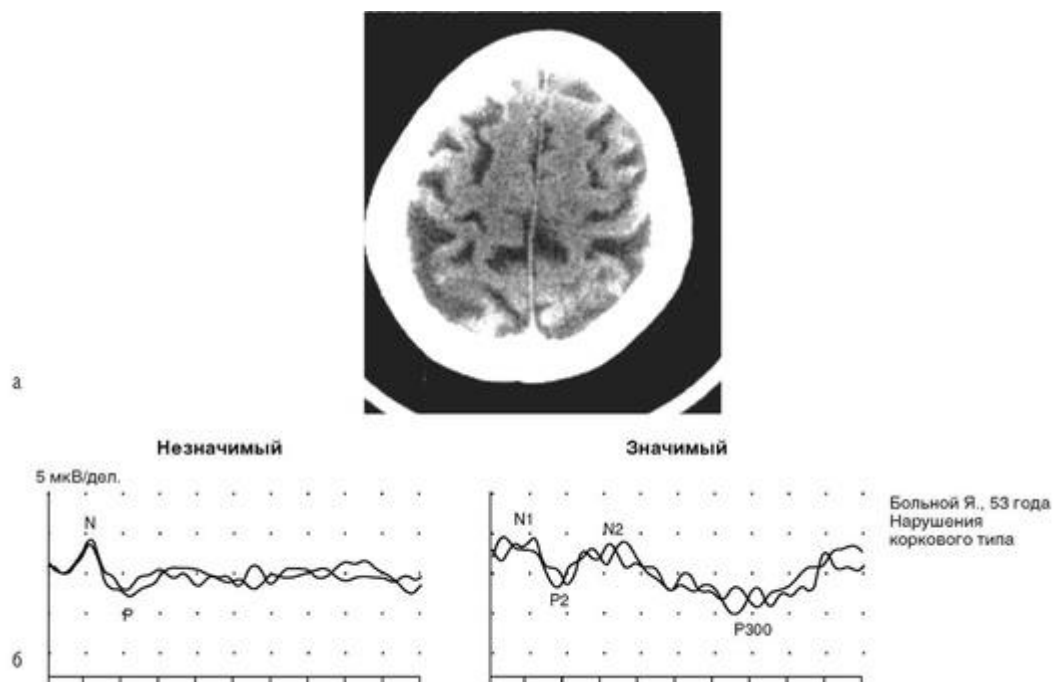 а
Незначимый
Значимый
5 мкВ/дел.
N
P
N1
N2
P2
P300
Больной Я., 53 года
Нарушения
коркового типа
б